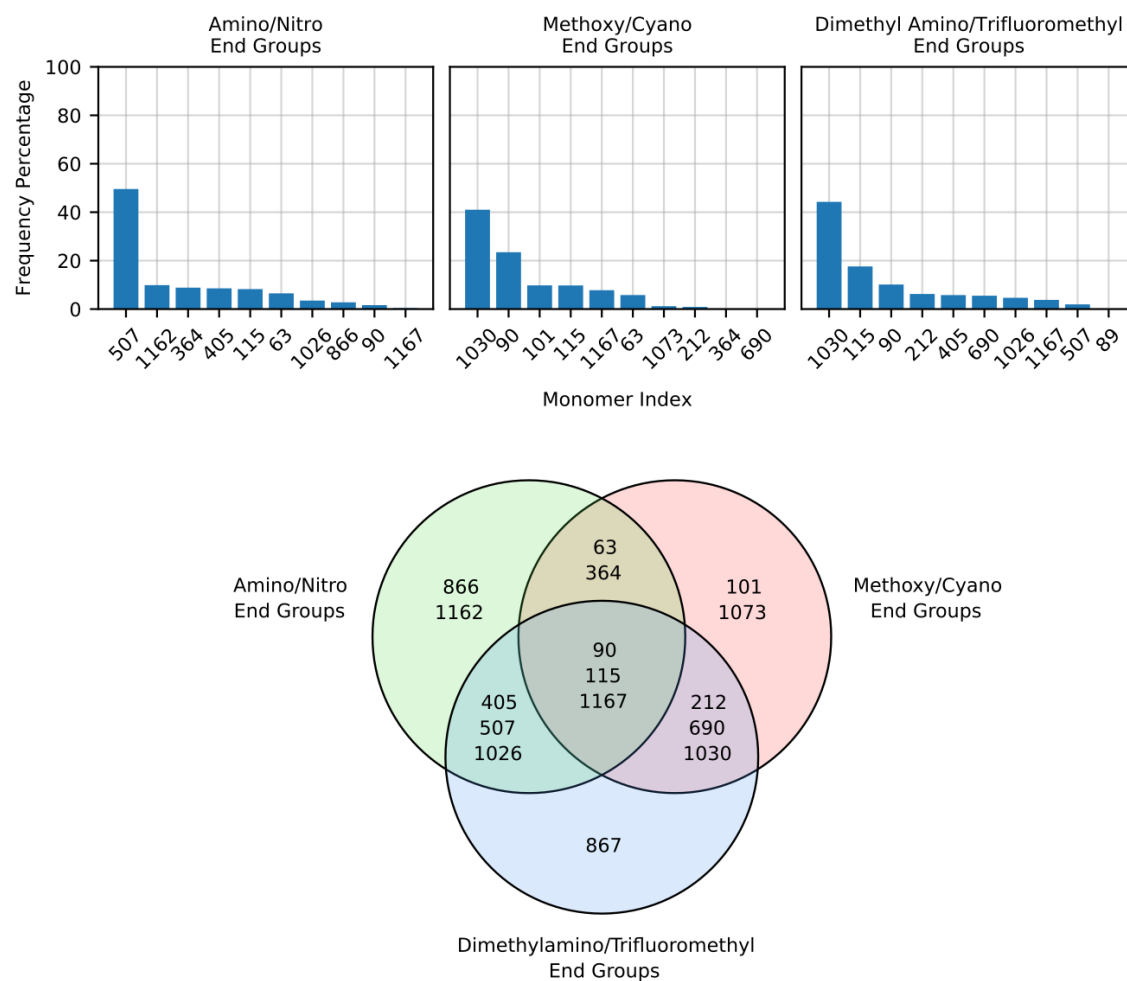 Amino/Nitro
End Groups
Methoxy/Cyano
End Groups
Dimethyl Amino/Trifluoromethyl
End Groups
Frequency Percentage
100
80
60
40
20
0
507 1162 364 405 115 63 1026 866 90 1167
1030 90 101 115 1167 63 1073 212 364 690
1030 115 90 212 405 690 1026 1167 507 89
Monomer Index
Amino/Nitro
End Groups
Methoxy/Cyano
End Groups
866
1162
63
364
101
1073
90
115
1167
405
507
1026
212
690
1030
867
Dimethylamino/Trifluoromethyl
End Groups